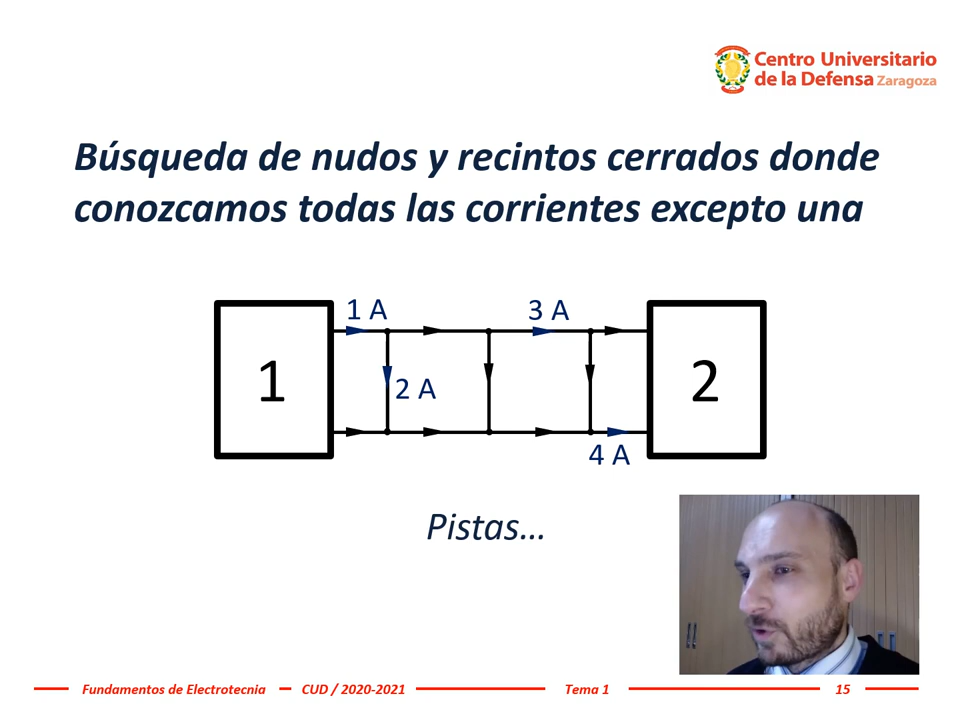 Centro Universitario
de la Defensa Zaragoza
Búsqueda de nudos y recintos cerrados donde
conozcamos todas las corrientes excepto una
1 A
3 A
1
2 A
2
4 A
Pistas...
Fundamentos de Electrotecnia
CUD / 2020-2021
Tema 1
15